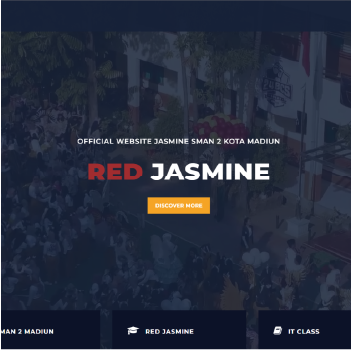 OFFICIAL WEBSITE JASMINE SMAN 2 KOTA MADIUN
RED JASMINE
DISCOVER MORE
MAN 2 MADIUN
RED JASMINE
IT CLASS